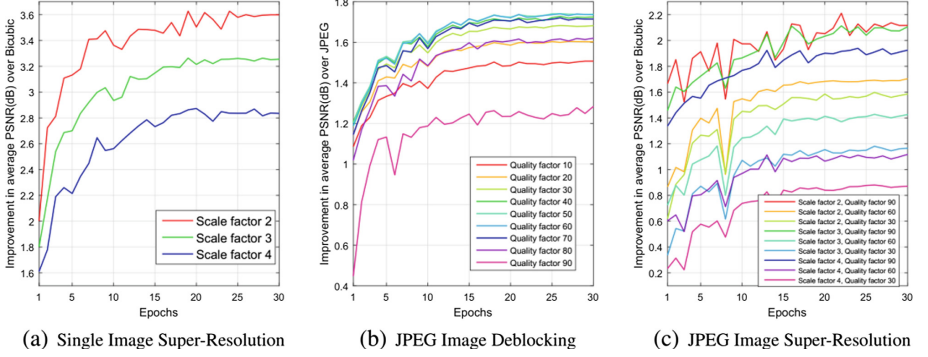 Improvement in average PSNR(dB) over Bicubic
3.6
3.4
3.2
3
2.8
2.6
2.4
2.2
2
1.8
1.6
Scale factor 2
Scale factor 3
Scale factor 4
1 5 10 15 20 25 30
Epochs
(a) Single Image Super-Resolution
Improvement in average PSNR(dB) over JPEG
1.8
1.6
1.4
1.2
1
0.8
0.6
0.4
Quality factor 10
Quality factor 20
Quality factor 30
Quality factor 40
Quality factor 50
Quality factor 60
Quality factor 70
Quality factor 80
Quality factor 90
1 5 10 15 20 25 30
Epochs
(b) JPEG Image Deblocking
Improvement in average PSNR(dB) over Bicubic
2.2
2
1.8
1.6
1.4
1.2
1
0.8
0.6
0.4
0.2
Scale factor 2, Quality factor 90
Scale factor 2, Quality factor 60
Scale factor 2, Quality factor 30
Scale factor 3, Quality factor 90
Scale factor 3, Quality factor 60
Scale factor 3, Quality factor 30
Scale factor 4, Quality factor 90
Scale factor 4, Quality factor 60
Scale factor 4, Quality factor 30
1 5 10 15 20 25 30
Epochs
(c) JPEG Image Super-Resolution